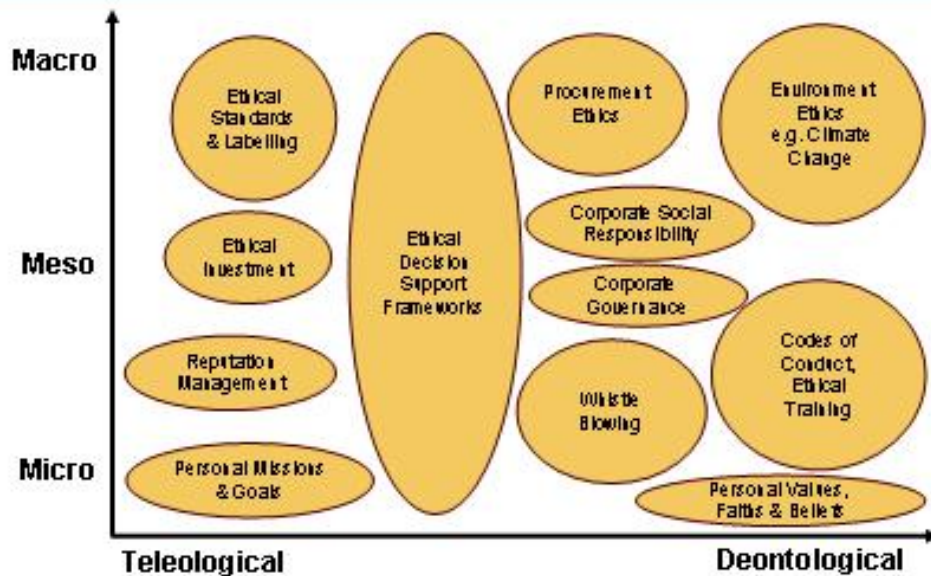 Macro
Ethical
Standards
& Labelling
Procurement
Ethics
Environment
Ethics
e.g. Climate
Change
Meso
Ethical
Investment
Ethical
Decision
Support
Frameworks
Corporate Social
Responsibility
Corporate
Governance
Reputation
Management
Whistle
Blowing
Codes of
Conduct,
Ethical
Training
Micro
Personal Missions
& Goals
Personal Values,
Faiths & Beliefs
Teleological
Deontological